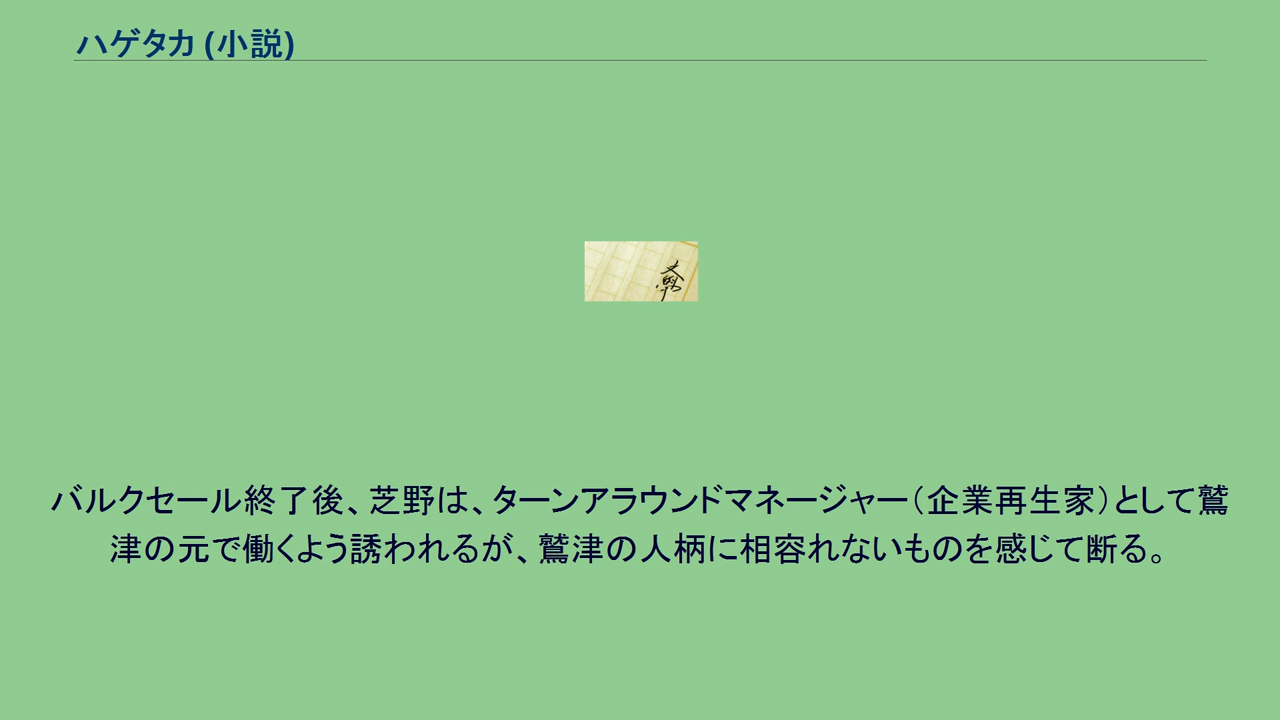 ハゲタカ (小説)
バルクセール終了後、芝野は、ターンアラウンドマネージャー（企業再生家）として鷲
津の元で働くよう誘われるが、鷲津の人柄に相容れないものを感じて断る。